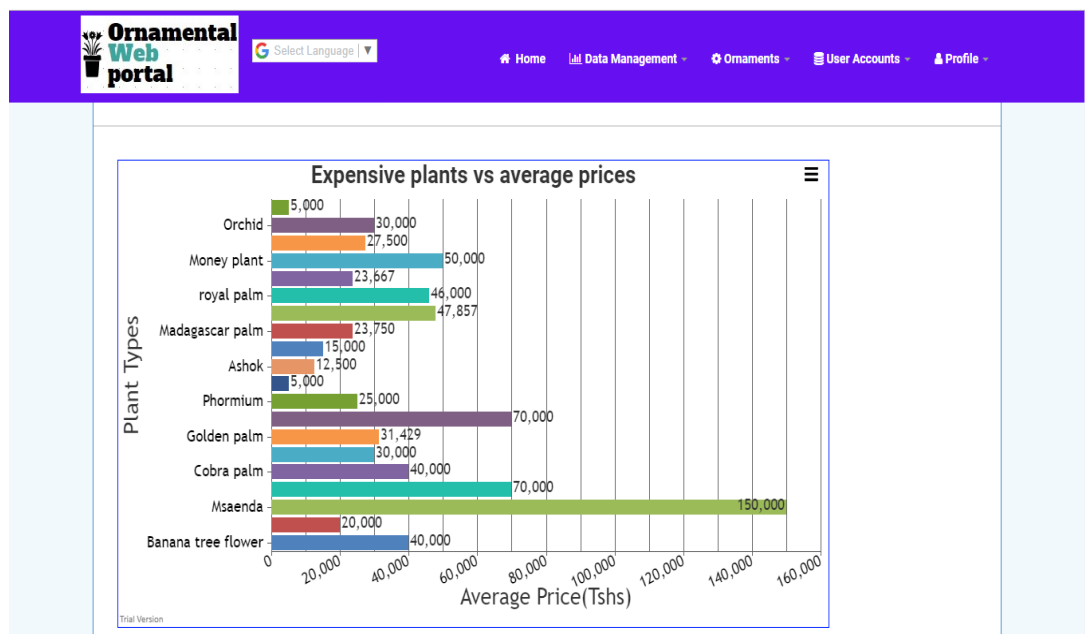 Ornamental
Web
portal
Select Language ▼
Home
Data Management
Ornaments
User Accounts
Profile
Expensive plants vs average prices
5,000
Orchid
30,000
27,500
Money plant
50,000
23,667
royal palm
46,000
47,857
Madagascar palm
23,750
15,000
Ashok
12,500
5,000
Phormium
25,000
70,000
Golden palm
31,429
30,000
Cobra palm
40,000
70,000
Msaenda
150,000
20,000
Banana tree flower
40,000
Plant Types
0
20,000
40,000
60,000
80,000
100,000
120,000
140,000
160,000
Average Price(Tshs)
Trial Version